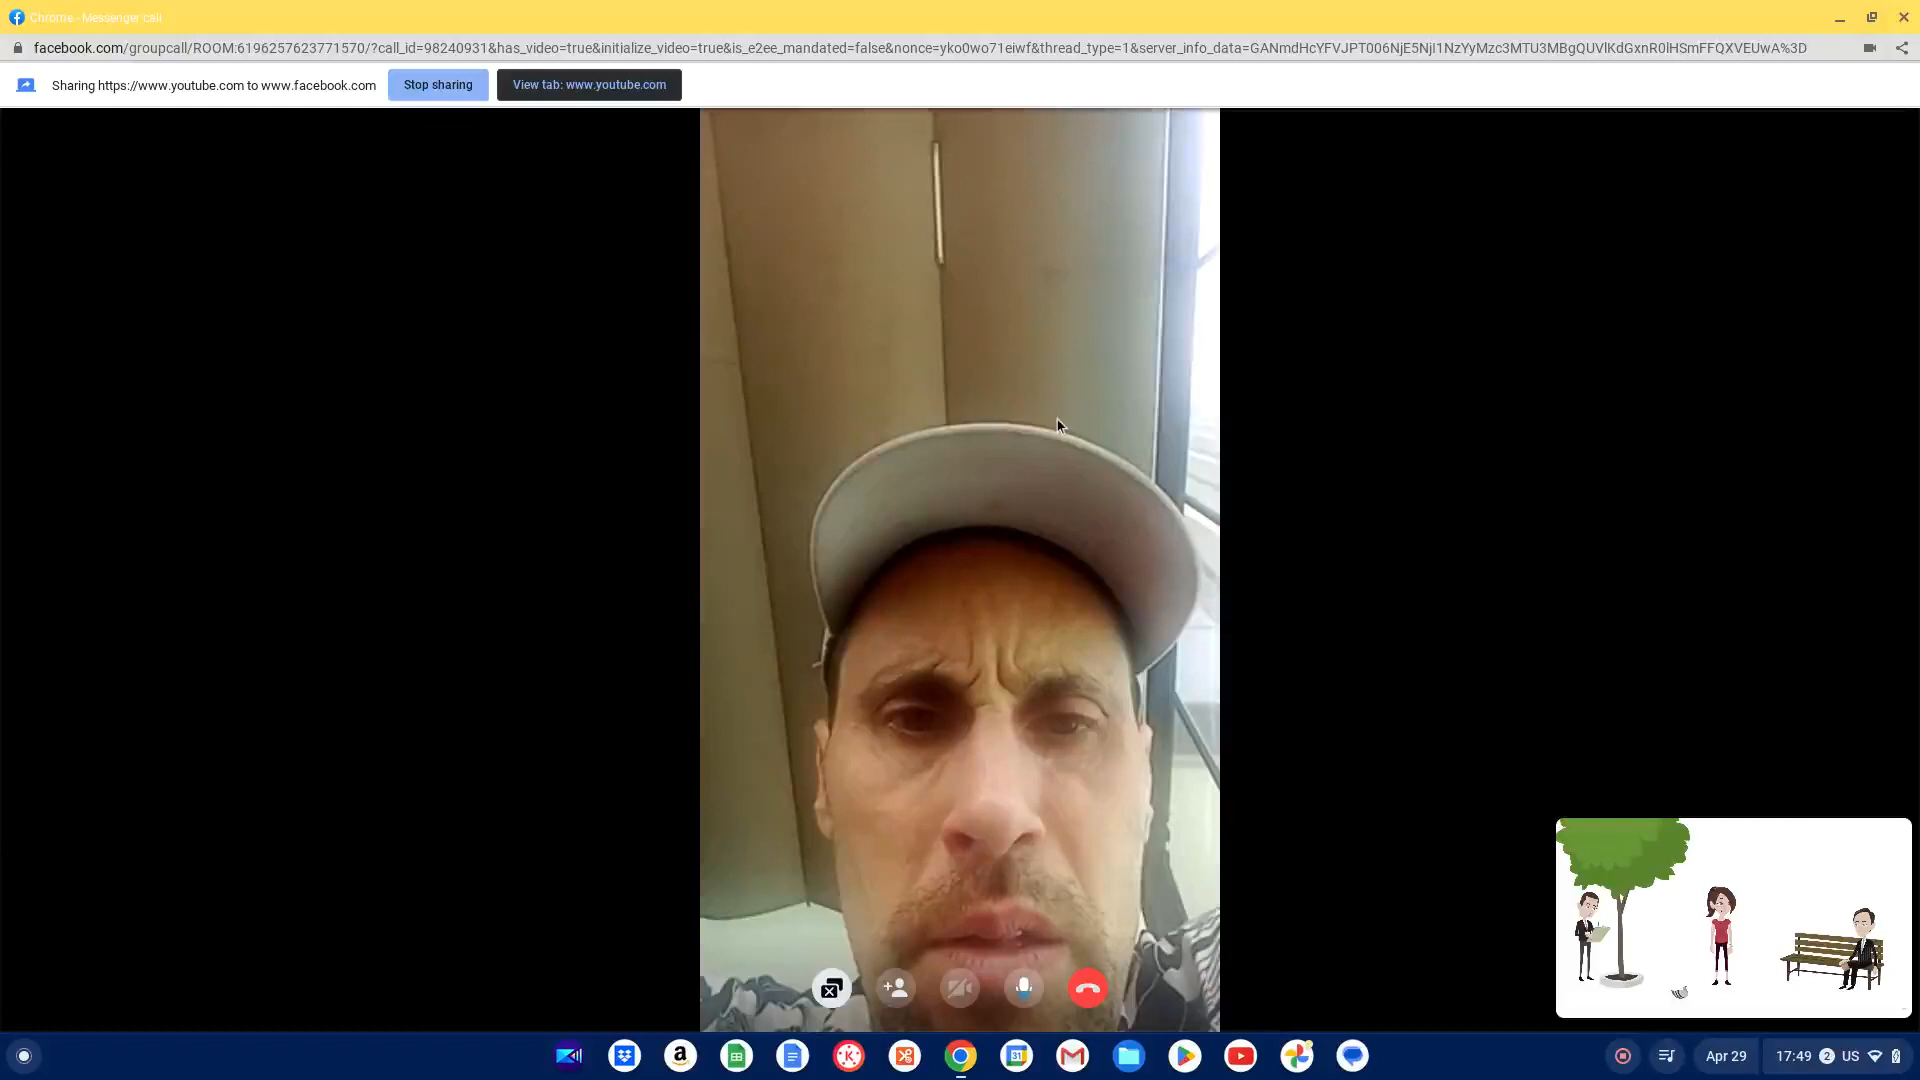 Chrome - Messenger call
facebook.com/groupcall/ROOM:6196257623771570/?call_id=98240931&has_video=true&initialize_video=true&is_e2ee_mandated=false&nonce=yko0wo71eiwf&thread_type=1&server_info_data=GANmdHcYFVJPT006NjE5NjI1NzYyMzc3MTU3MBgQUVlKdGxnR0lHSmFFQXVEUwA%3D
Sharing https://www.youtube.com to www.facebook.com
Stop sharing
View tab: www.youtube.com
Apr 29
17:49
2
US